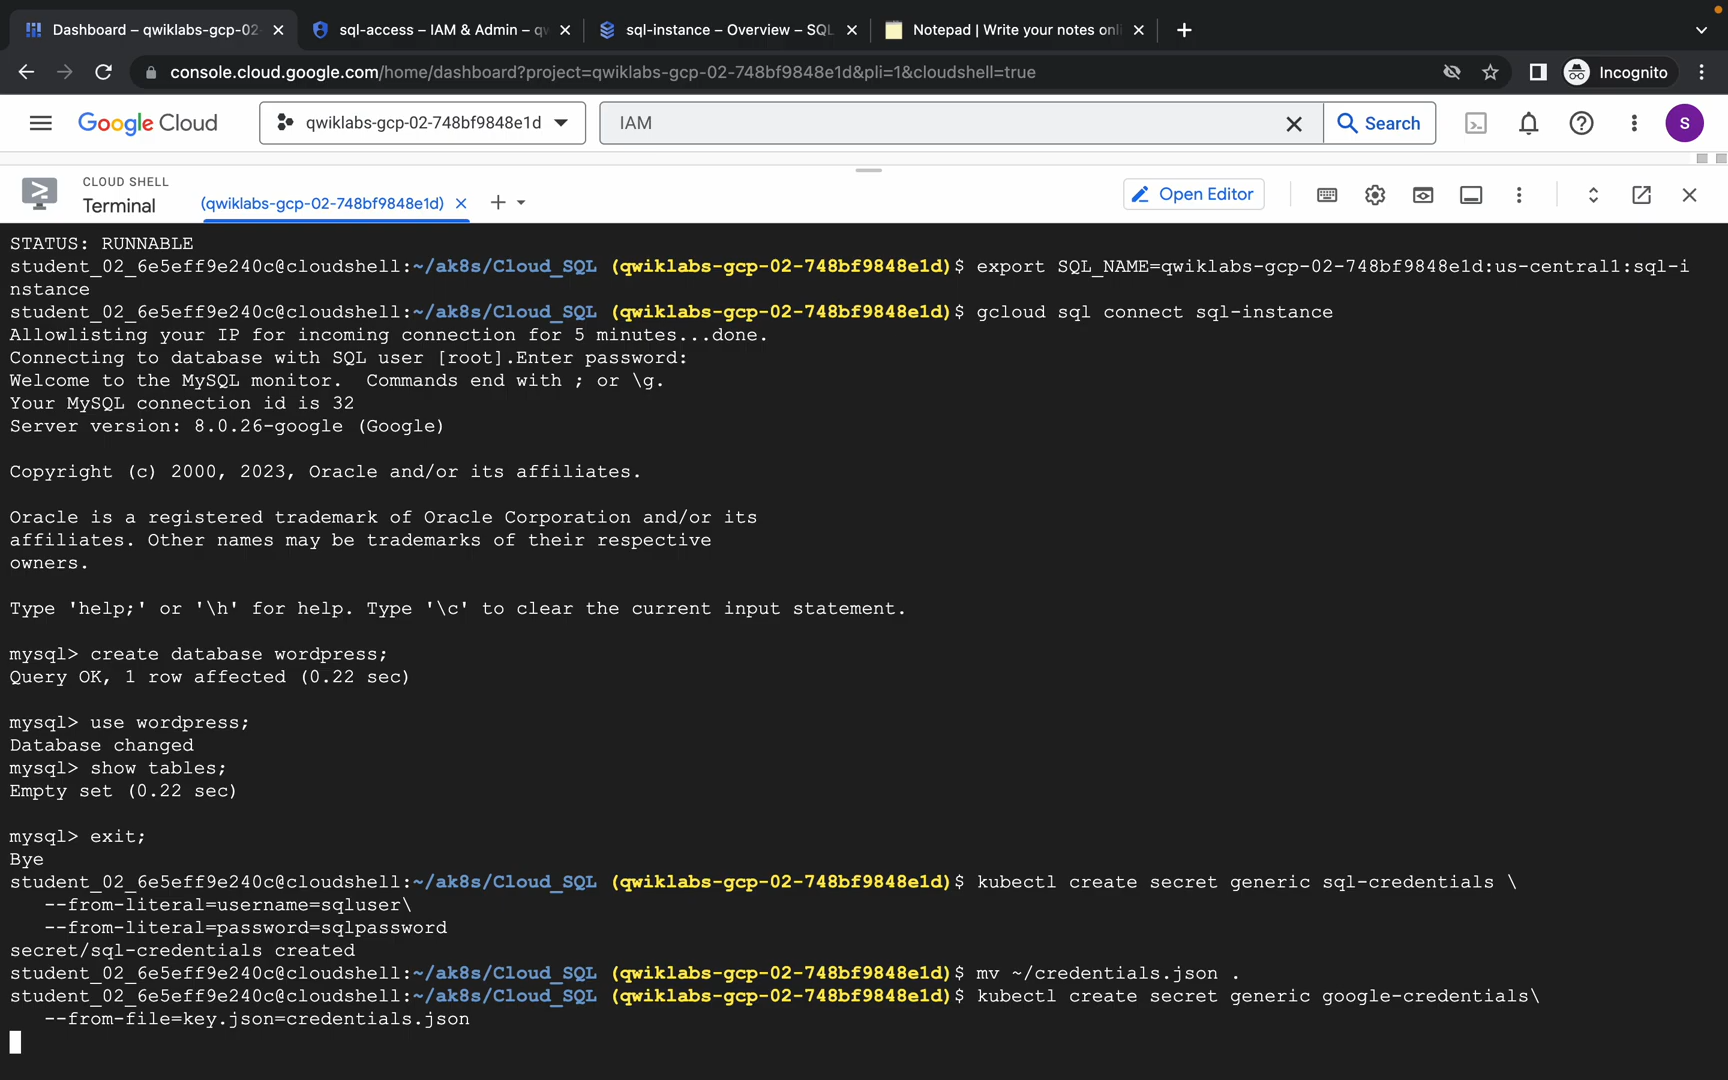 Dashboard – qwiklabs-gcp-02-
sql-access – IAM & Admin – qw
sql-instance – Overview – SQL
Notepad | Write your notes onli
console.cloud.google.com/home/dashboard?project=qwiklabs-gcp-02-748bf9848e1d&pli=1&cloudshell=true
Incognito
Google Cloud
qwiklabs-gcp-02-748bf9848e1d
IAM
Search
S
CLOUD SHELL
Terminal
(qwiklabs-gcp-02-748bf9848e1d)
Open Editor
STATUS: RUNNABLE
student_02_6e5eff9e240c@cloudshell:~/ak8s/Cloud_SQL (qwiklabs-gcp-02-748bf9848e1d)$ export SQL_NAME=qwiklabs-gcp-02-748bf9848e1d:us-central1:sql-i
nstance
student_02_6e5eff9e240c@cloudshell:~/ak8s/Cloud_SQL (qwiklabs-gcp-02-748bf9848e1d)$ gcloud sql connect sql-instance
Allowlisting your IP for incoming connection for 5 minutes...done.
Connecting to database with SQL user [root].Enter password:
Welcome to the MySQL monitor.  Commands end with ; or \g.
Your MySQL connection id is 32
Server version: 8.0.26-google (Google)
Copyright (c) 2000, 2023, Oracle and/or its affiliates.
Oracle is a registered trademark of Oracle Corporation and/or its
affiliates. Other names may be trademarks of their respective
owners.
Type 'help;' or '\h' for help. Type '\c' to clear the current input statement.
mysql> create database wordpress;
Query OK, 1 row affected (0.22 sec)
mysql> use wordpress;
Database changed
mysql> show tables;
Empty set (0.22 sec)
mysql> exit;
Bye
student_02_6e5eff9e240c@cloudshell:~/ak8s/Cloud_SQL (qwiklabs-gcp-02-748bf9848e1d)$ kubectl create secret generic sql-credentials \
   --from-literal=username=sqluser\
   --from-literal=password=sqlpassword
secret/sql-credentials created
student_02_6e5eff9e240c@cloudshell:~/ak8s/Cloud_SQL (qwiklabs-gcp-02-748bf9848e1d)$ mv ~/credentials.json .
student_02_6e5eff9e240c@cloudshell:~/ak8s/Cloud_SQL (qwiklabs-gcp-02-748bf9848e1d)$ kubectl create secret generic google-credentials\
   --from-file=key.json=credentials.json